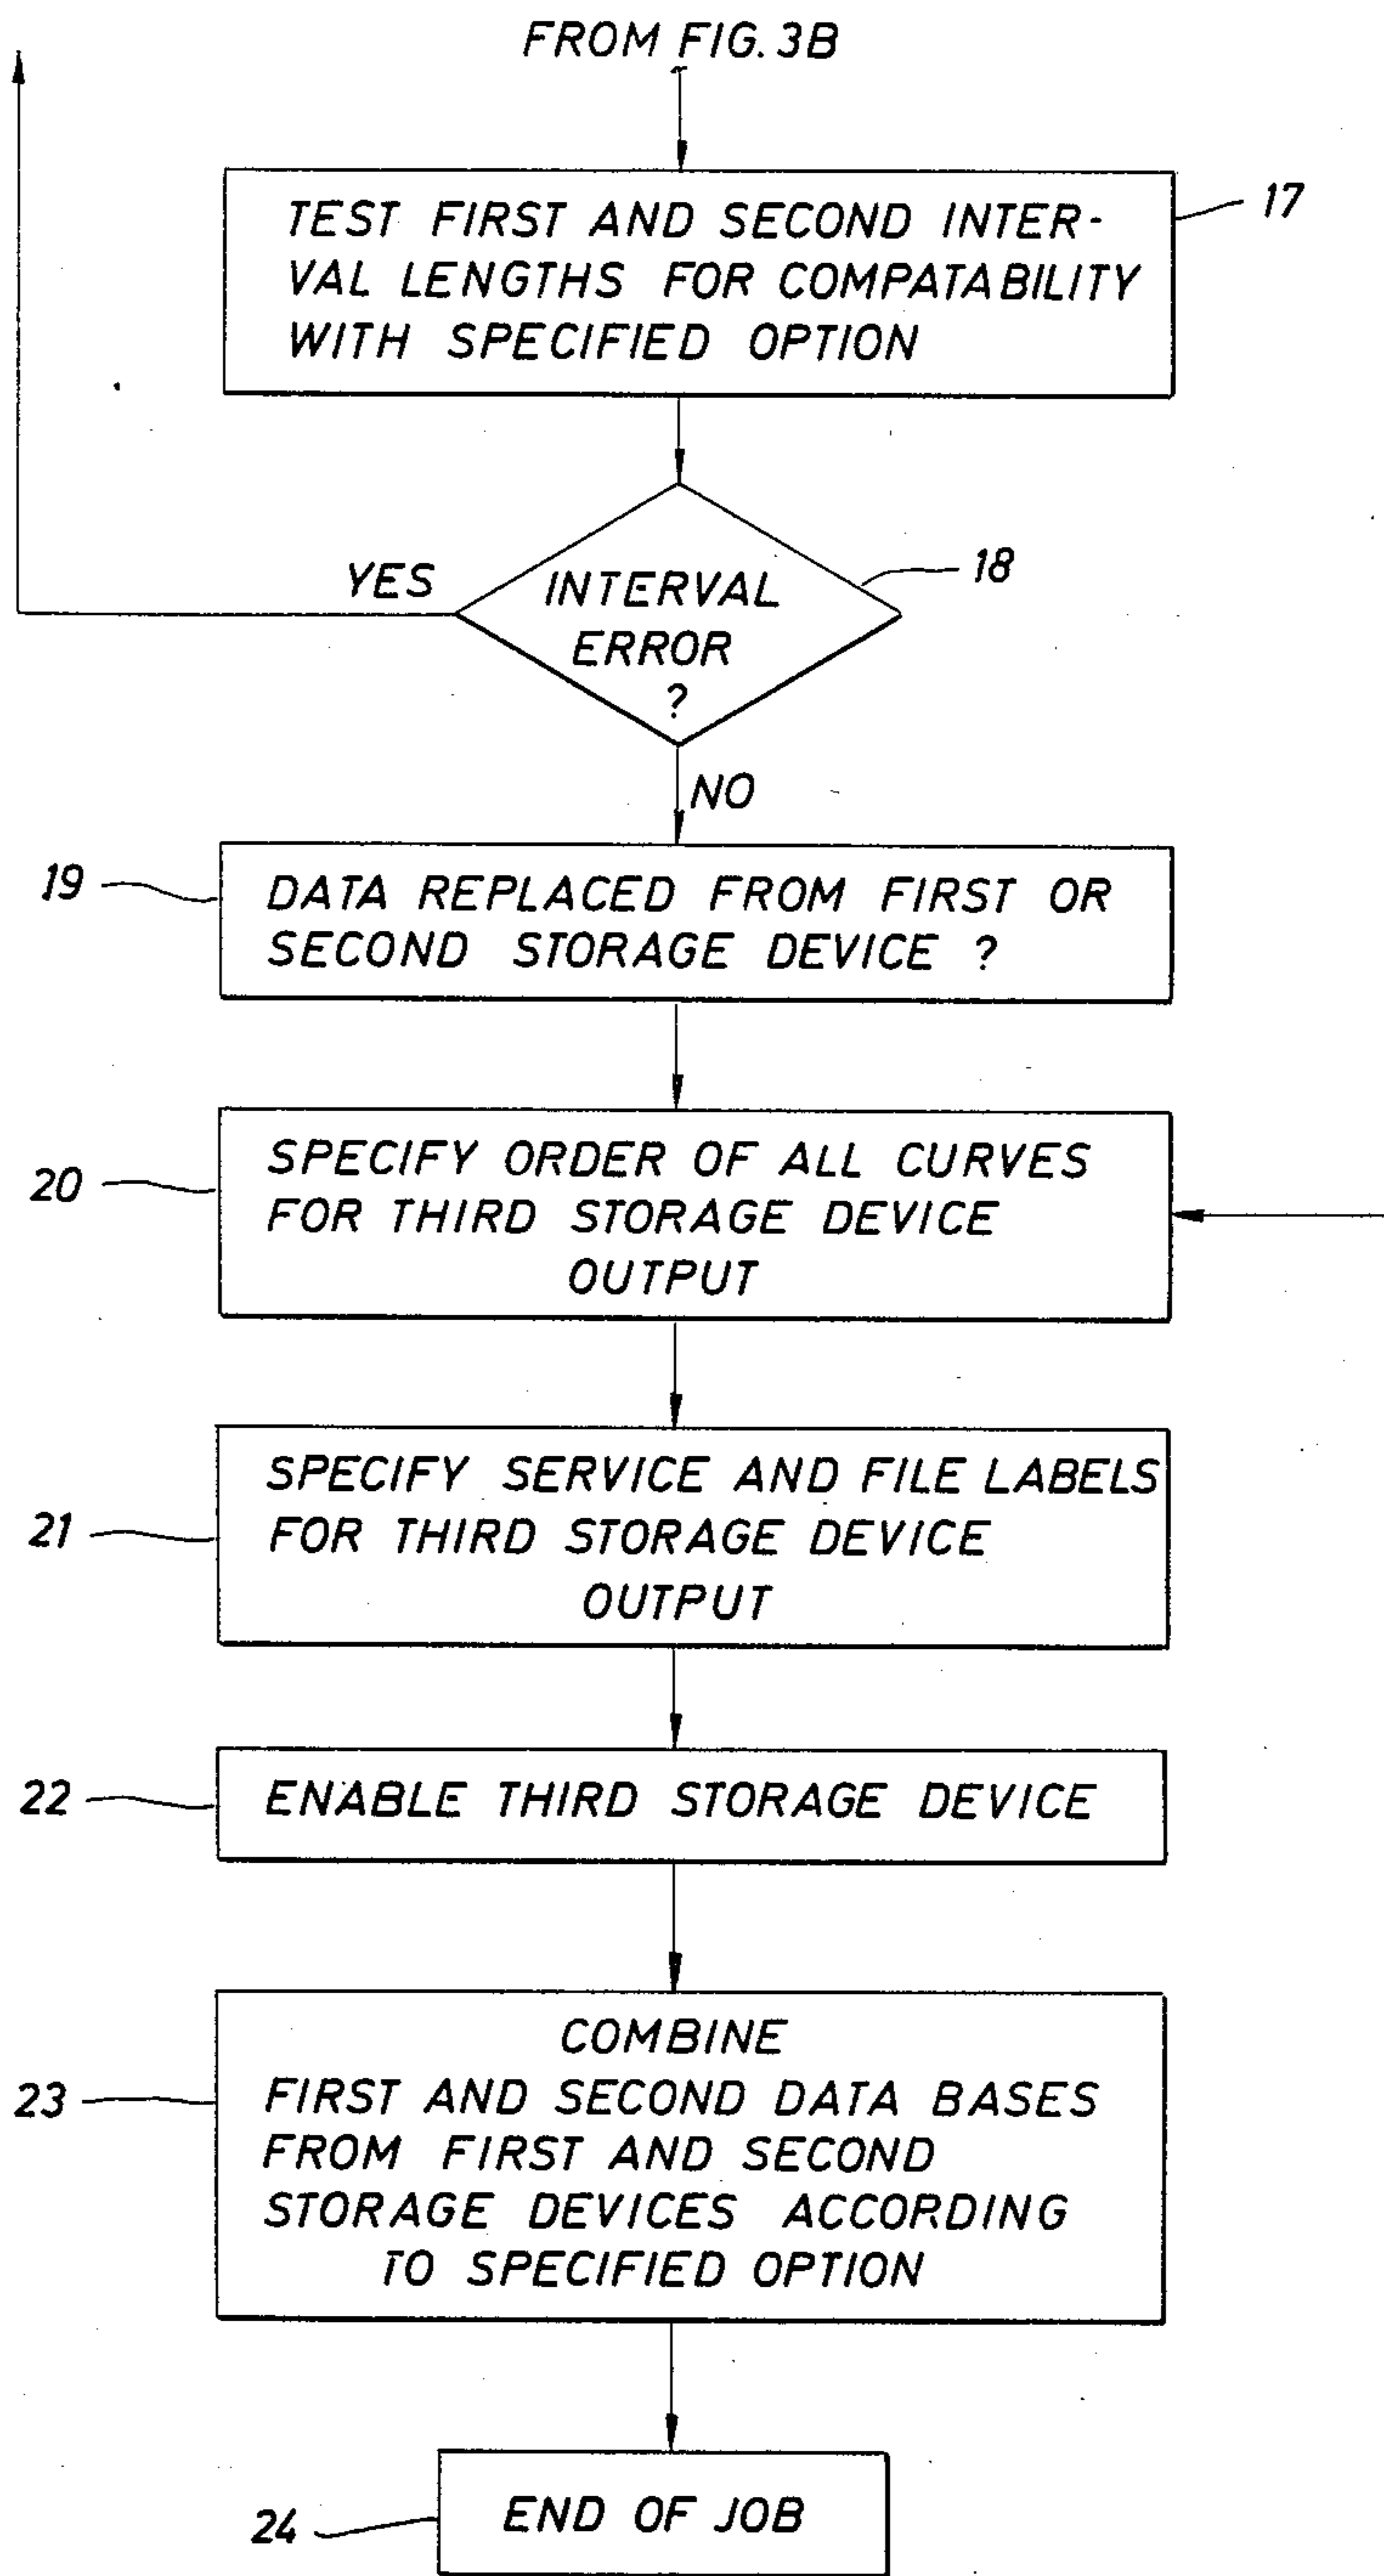 FROM FIG. 3B
TEST FIRST AND SECOND INTER-
VAL LENGTHS FOR COMPATABILITY
WITH SPECIFIED OPTION
17
YES
INTERVAL
ERROR
?
18
NO
19
DATA REPLACED FROM FIRST OR
SECOND STORAGE DEVICE ?
20
SPECIFY ORDER OF ALL CURVES
FOR THIRD STORAGE DEVICE
OUTPUT
21
SPECIFY SERVICE AND FILE LABELS
FOR THIRD STORAGE DEVICE
OUTPUT
22
ENABLE THIRD STORAGE DEVICE
23
COMBINE
FIRST AND SECOND DATA BASES
FROM FIRST AND SECOND
STORAGE DEVICES ACCORDING
TO SPECIFIED OPTION
24
END OF JOB